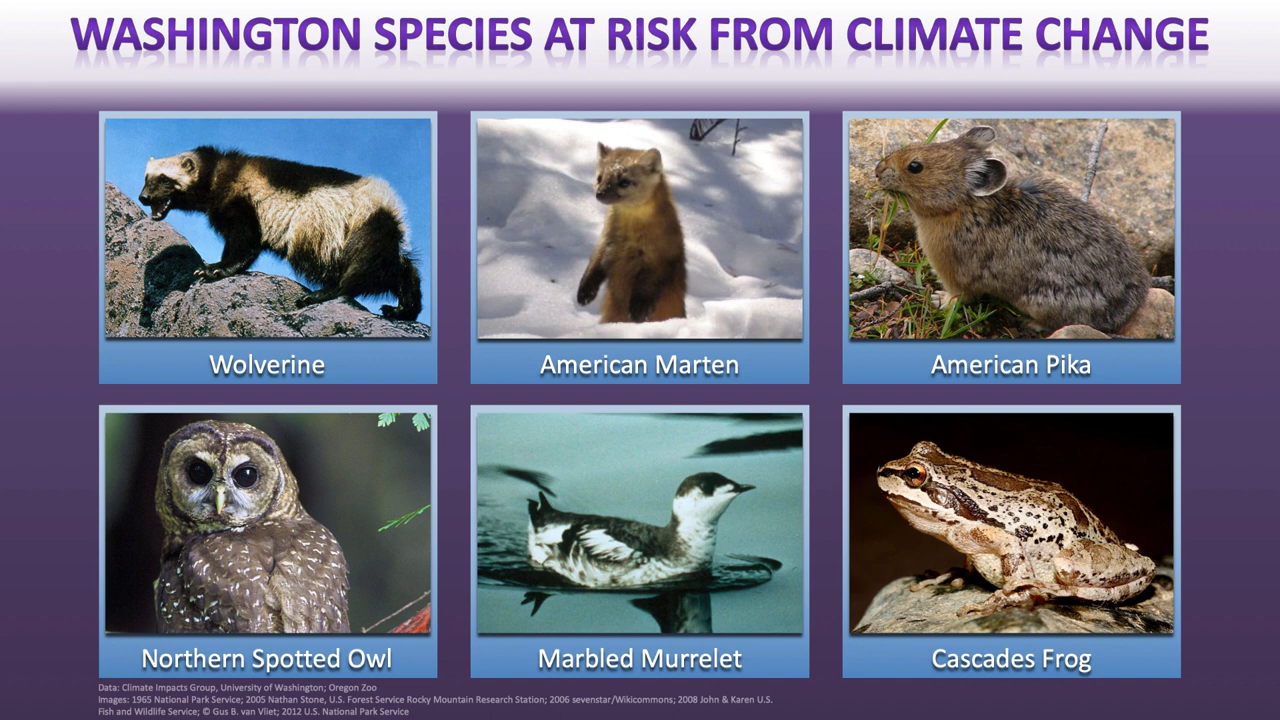 WASHINGTON SPECIES AT RISK FROM CLIMATE CHANGE
Wolverine
American Marten
American Pika
Northern Spotted Owl
Marbled Murrelet
Cascades Frog
Data: Climate Impacts Group, University of Washington; Oregon Zoo
Images: 1965 National Park Service; 2005 Nathan Stone, U.S. Forest Service Rocky Mountain Research Station; 2006 sevenstar/Wikicommons; 2008 John & Karen U.S.
Fish and Wildlife Service; © Gus B. van Vliet; 2012 U.S. National Park Service